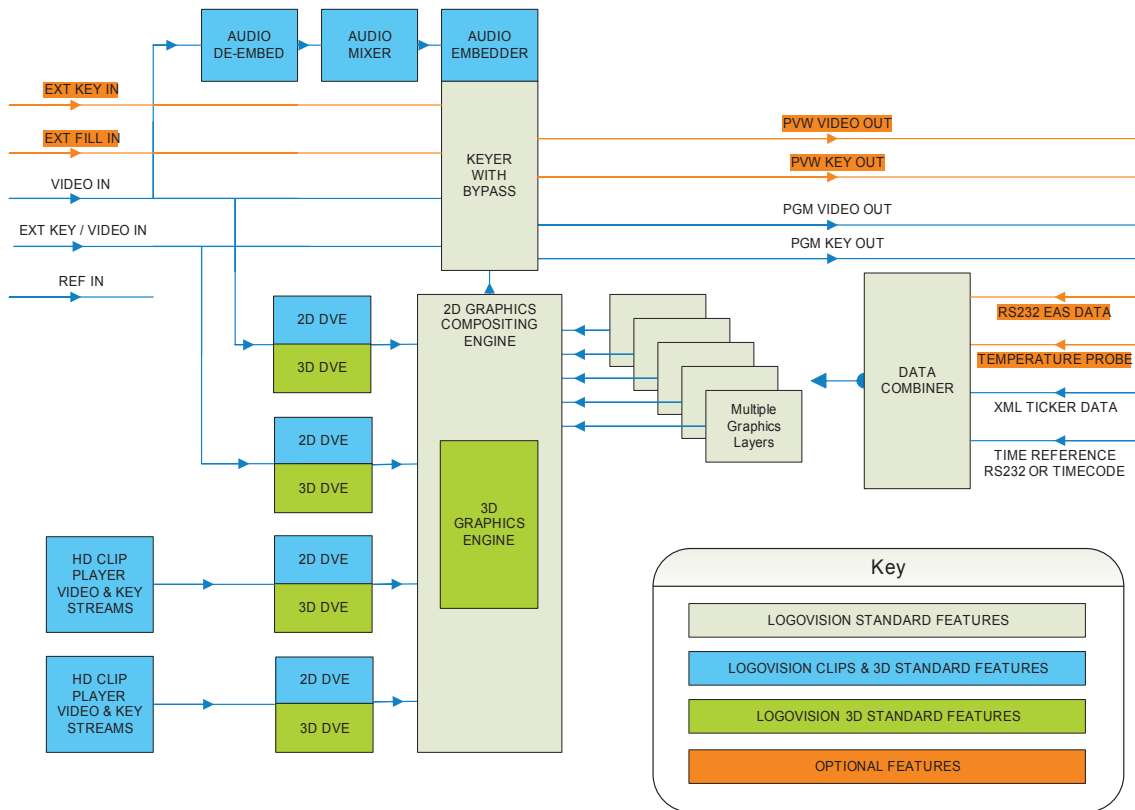 AUDIO
DE-EMBED
AUDIO
MIXER
AUDIO
EMBEDDER
EXT KEY IN
EXT FILL IN
VIDEO IN
EXT KEY / VIDEO IN
REF IN
KEYER
WITH
BYPASS
PVW VIDEO OUT
PVW KEY OUT
PGM VIDEO OUT
PGM KEY OUT
2D DVE
3D DVE
2D DVE
3D DVE
2D DVE
3D DVE
2D DVE
3D DVE
HD CLIP
PLAYER
VIDEO & KEY
STREAMS
HD CLIP
PLAYER
VIDEO & KEY
STREAMS
2D GRAPHICS
COMPOSITING
ENGINE
3D
GRAPHICS
ENGINE
Multiple
Graphics
Layers
DATA
COMBINER
RS232 EAS DATA
TEMPERATURE PROBE
XML TICKER DATA
TIME REFERENCE
RS232 OR TIMECODE
Key
LOGOVISION STANDARD FEATURES
LOGOVISION CLIPS & 3D STANDARD FEATURES
LOGOVISION 3D STANDARD FEATURES
OPTIONAL FEATURES